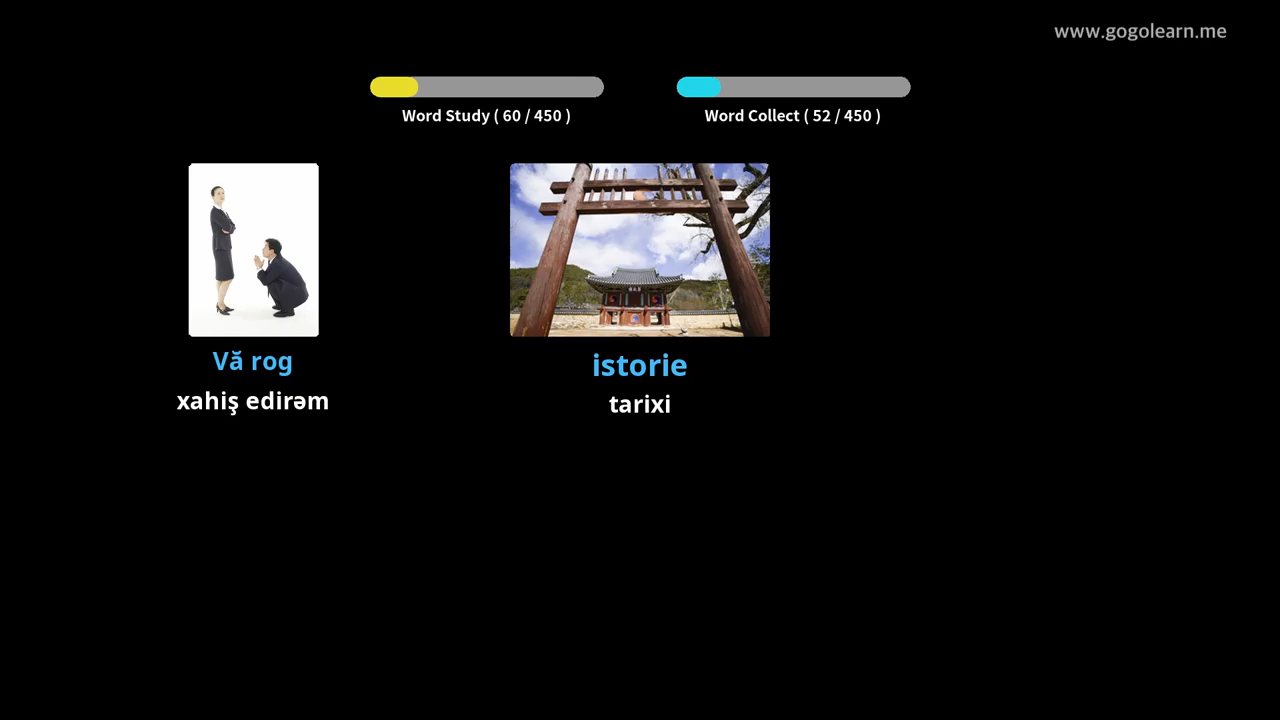 www.gogolearn.me
Word Study ( 60 / 450 )
Word Collect ( 52 / 450 )
Vă rog
xahiş edirəm
istorie
tarixi